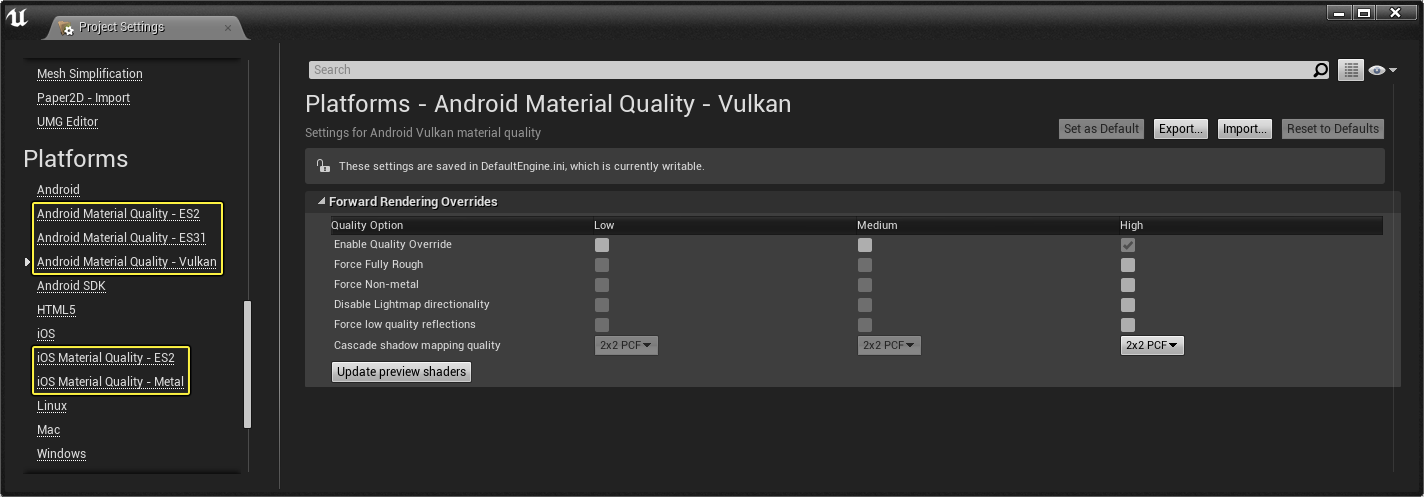 Project Settings
Mesh Simplification
Paper2D - Import
UMG Editor
Platforms
Android
Android Material Quality - ES2
Android Material Quality - ES31
Android Material Quality - Vulkan
Android SDK
HTML5
iOS
iOS Material Quality - ES2
iOS Material Quality - Metal
Linux
Mac
Windows
Search
Platforms - Android Material Quality - Vulkan
Settings for Android Vulkan material quality
Set as Default Export... Import... Reset to Defaults
These settings are saved in DefaultEngine.ini, which is currently writable.
Forward Rendering Overrides
Quality Option Low Medium High
Enable Quality Override
Force Fully Rough
Force Non-metal
Disable Lightmap directionality
Force low quality reflections
Cascade shadow mapping quality 2x2 PCF 2x2 PCF 2x2 PCF
Update preview shaders